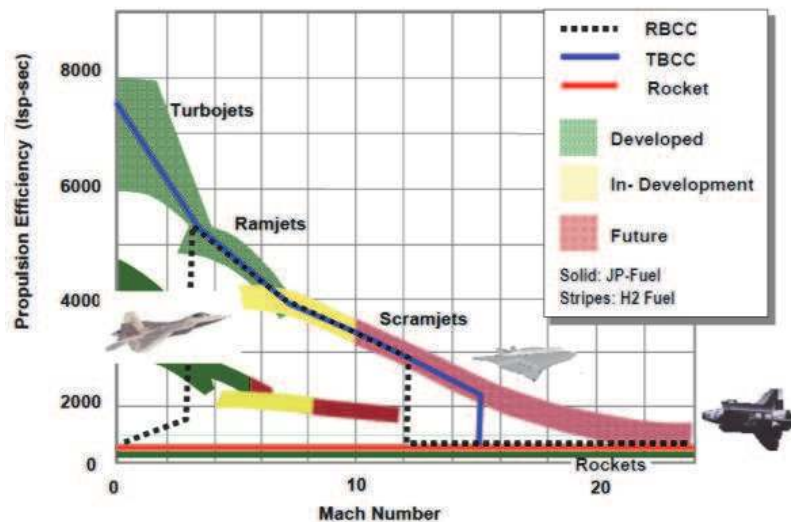 Propulsion Efficiency (Isp-sec)
8000
6000
4000
2000
0
0
10
20
Mach Number
Turbojets
Ramjets
Scramjets
Rockets
RBCC
TBCC
Rocket
Developed
In- Development
Future
Solid: JP-Fuel
Stripes: H2 Fuel